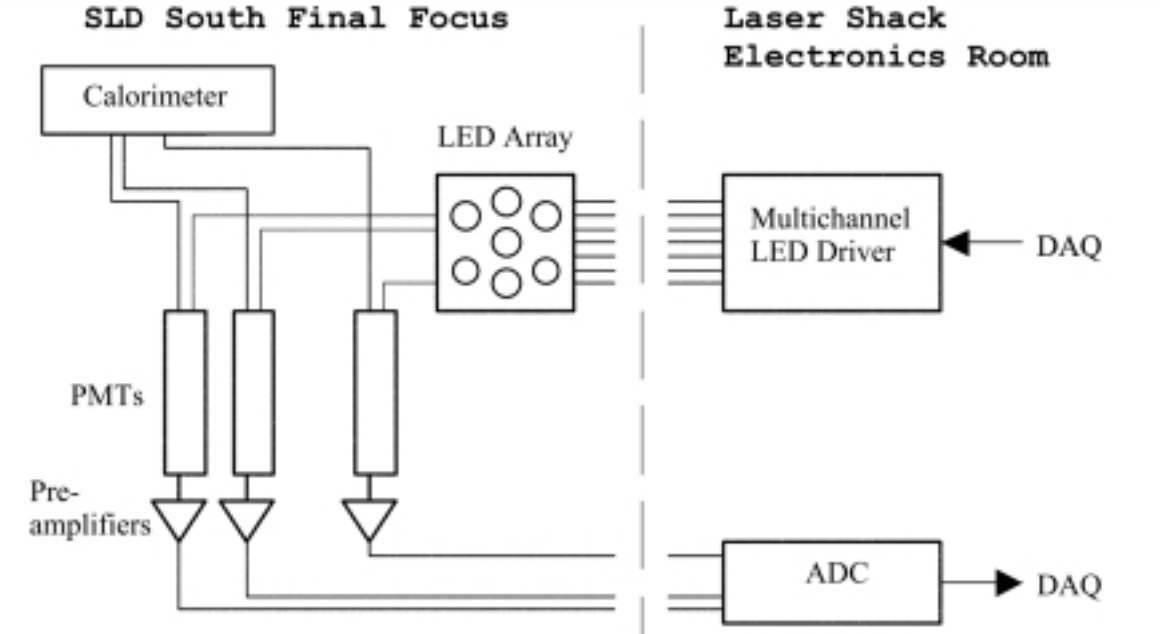 SLD South Final Focus
Laser Shack
Electronics Room
Calorimeter
LED Array
Multichannel
LED Driver
DAQ
PMTs
Pre-
amplifiers
ADC
DAQ